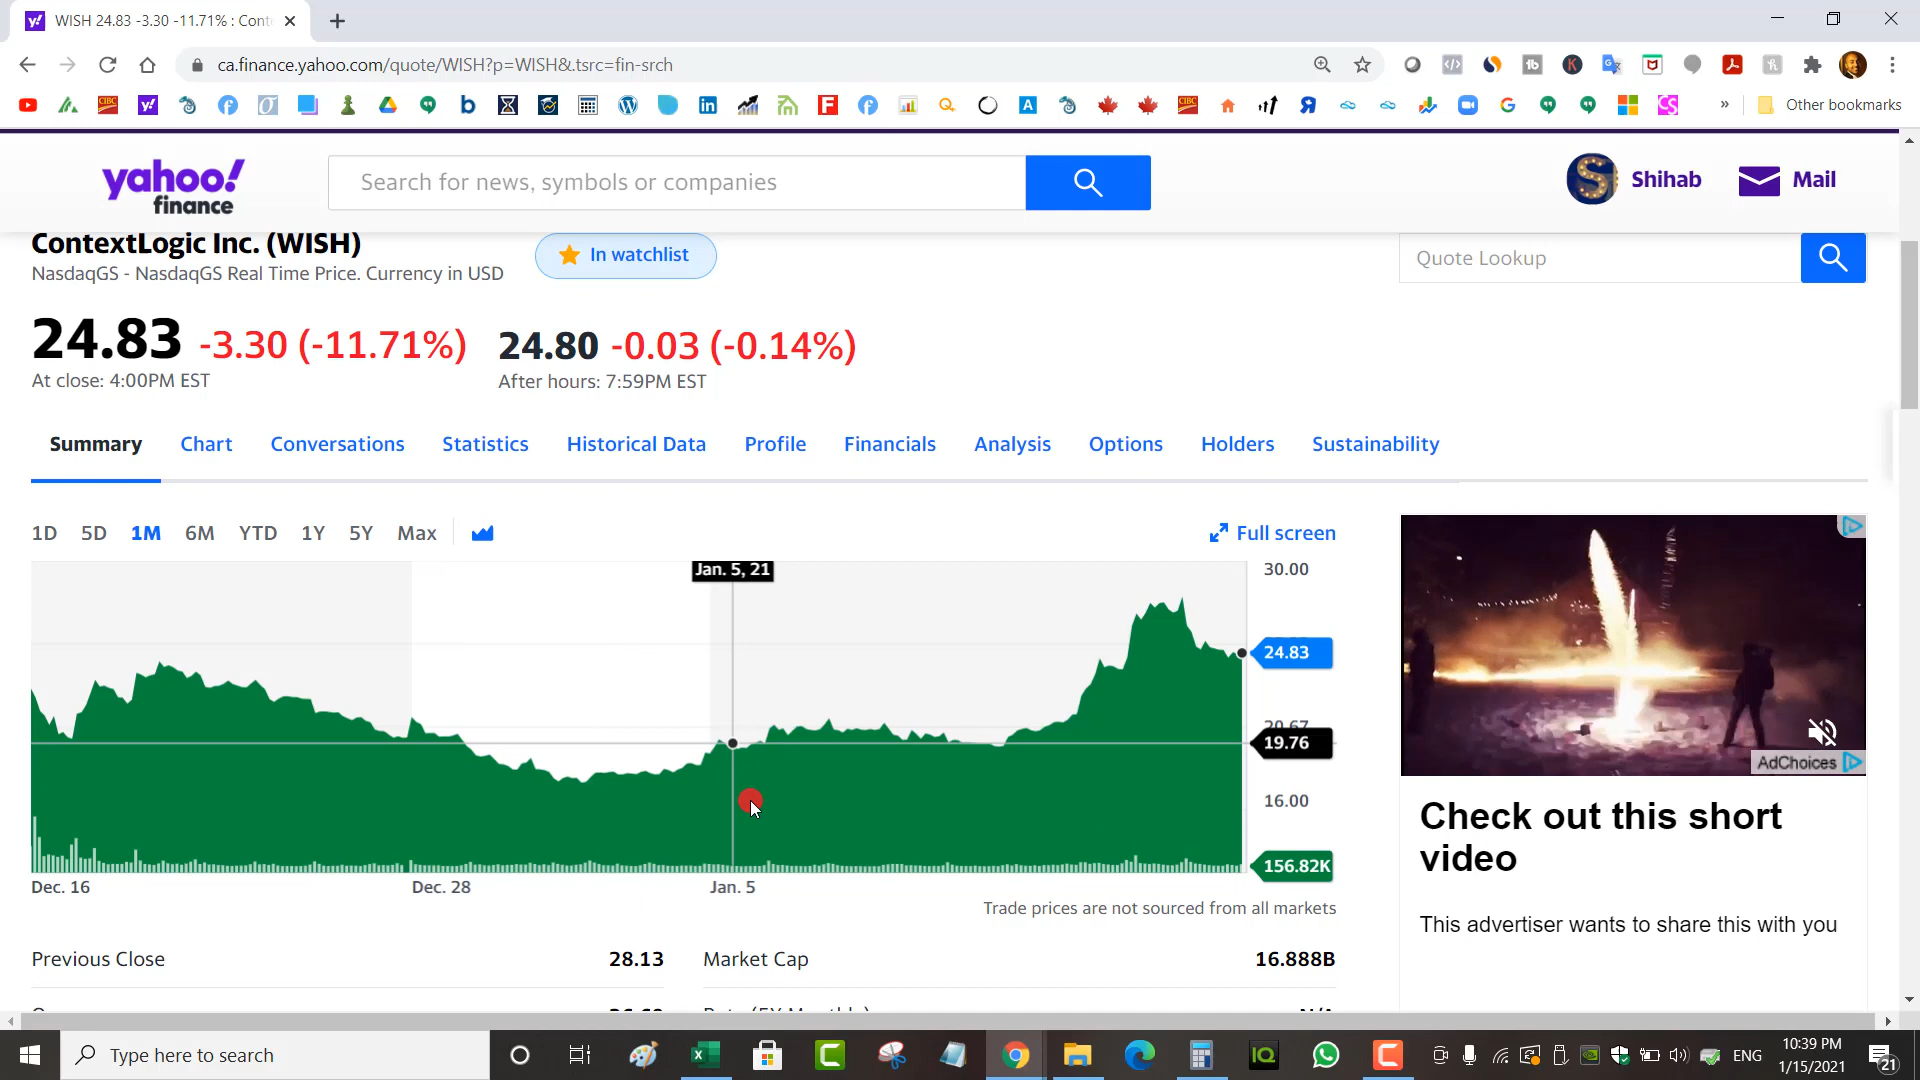 WISH 24.83 -3.30 -11.71% : Cont
ca.finance.yahoo.com/quote/WISH?p=WISH&.tsrc=fin-srch
Other bookmarks
yahoo!
finance
Search for news, symbols or companies
Shihab
Mail
ContextLogic Inc. (WISH)
In watchlist
NasdaqGS - NasdaqGS Real Time Price. Currency in USD
Quote Lookup
24.83 -3.30 (-11.71%)
24.80 -0.03 (-0.14%)
At close: 4:00PM EST
After hours: 7:59PM EST
Summary Chart Conversations Statistics Historical Data Profile Financials Analysis Options Holders Sustainability
1D 5D 1M 6M YTD 1Y 5Y Max
Full screen
Jan. 5, 21
30.00
24.83
20.67
19.76
16.00
156.82K
Dec. 16 Dec. 28 Jan. 5
Trade prices are not sourced from all markets
Previous Close 28.13
Market Cap 16.888B
AdChoices
Check out this short
video
This advertiser wants to share this with you
Type here to search
ENG
10:39 PM
1/15/2021
21